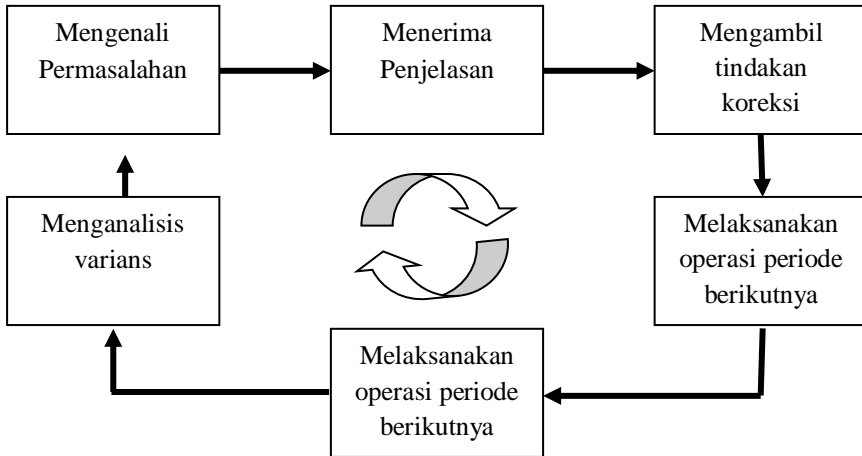 Mengenali
Permasalahan
Menerima
Penjelasan
Mengambil
tindakan
koreksi
Menganalisis
varians
Melaksanakan
operasi periode
berikutnya
Melaksanakan
operasi periode
berikutnya